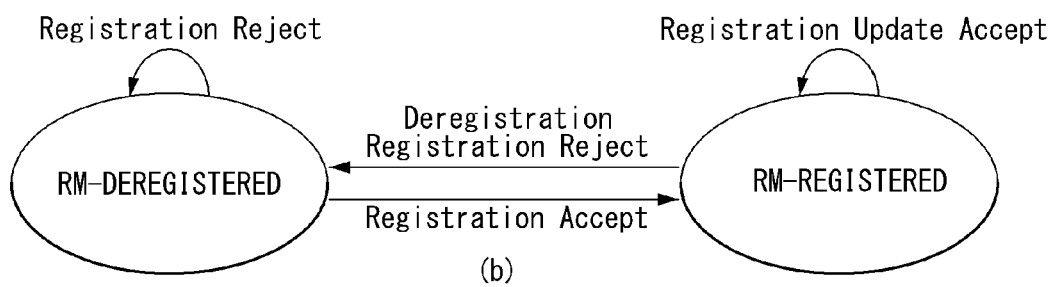 Registration Reject
Registration Update Accept
Deregistration
Registration Reject
RM-DEREGISTERED
RM-REGISTERED
Registration Accept
(b)